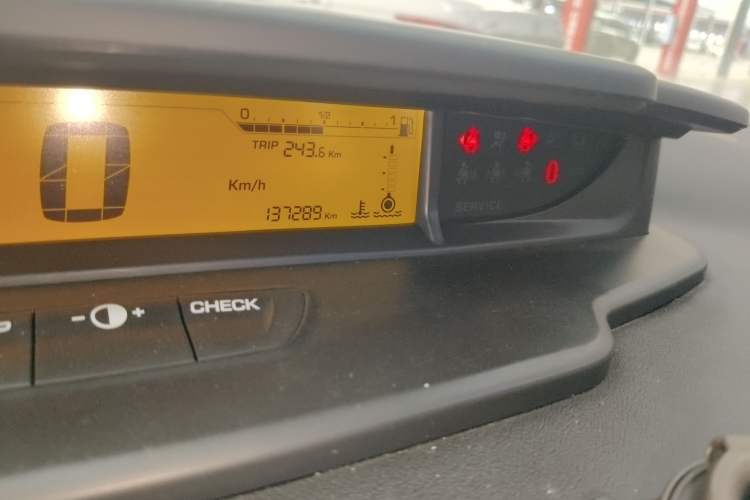 0 1/2 1
TRIP 243.6 Km
0
Km/h
137289 Km
0
SERVICE
- +
CHECK